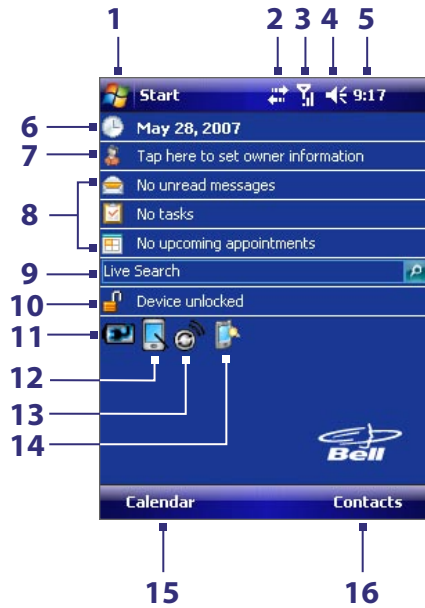 1 2 3 4 5
Start 9:17
6 May 28, 2007
7 Tap here to set owner information
8 No unread messages
No tasks
No upcoming appointments
9 Live Search
10 Device unlocked
11
12
13
14
Bell
Calendar Contacts
15 16